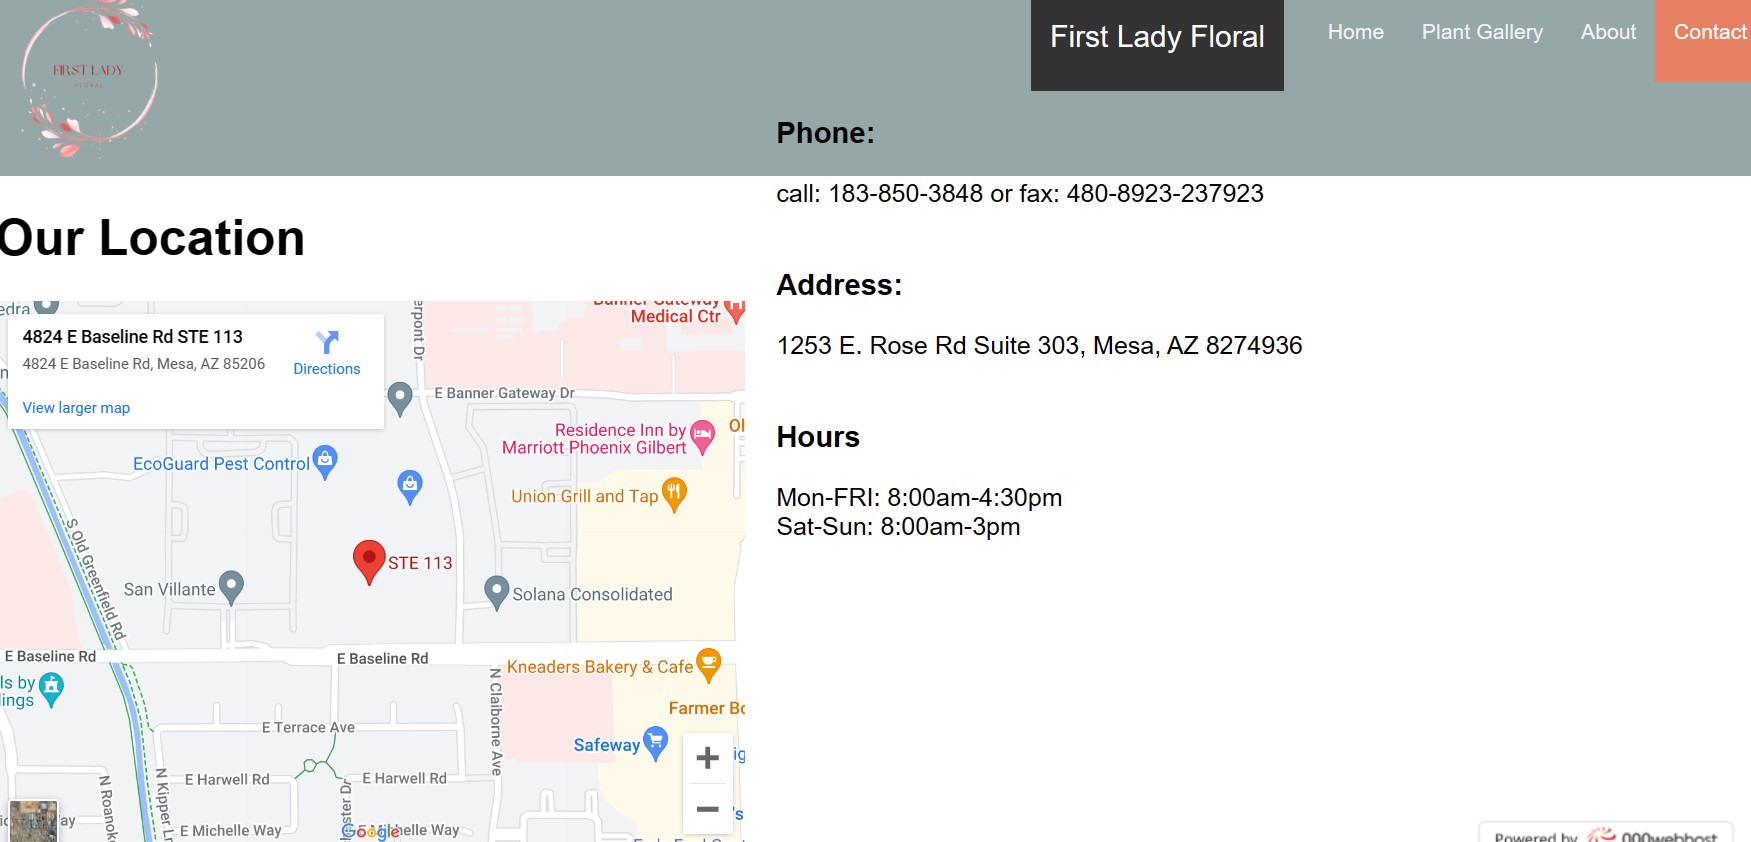 FIRST LADY
FLORAL
First Lady Floral
Home
Plant Gallery
About
Contact
Phone:
call: 183-850-3848 or fax: 480-8923-237923
Our Location
Address:
1253 E. Rose Rd Suite 303, Mesa, AZ 8274936
Hours
Mon-FRI: 8:00am-4:30pm
Sat-Sun: 8:00am-3pm
4824 E Baseline Rd STE 113
4824 E Baseline Rd, Mesa, AZ 85206
Directions
View larger map
Banner Gateway
Medical Ctr
E Banner Gateway Dr
Residence Inn by
Marriott Phoenix Gilbert
EcoGuard Pest Control
Union Grill and Tap
S Old Greenfield Rd
STE 113
San Villante
Solana Consolidated
E Baseline Rd
E Baseline Rd
Kneaders Bakery & Cafe
N Claiborne Ave
Farmer
E Terrace Ave
Safeway
E Harwell Rd
E Harwell Rd
N Kipper Ln
E Michelle Way
Google
Powered by 000webhost